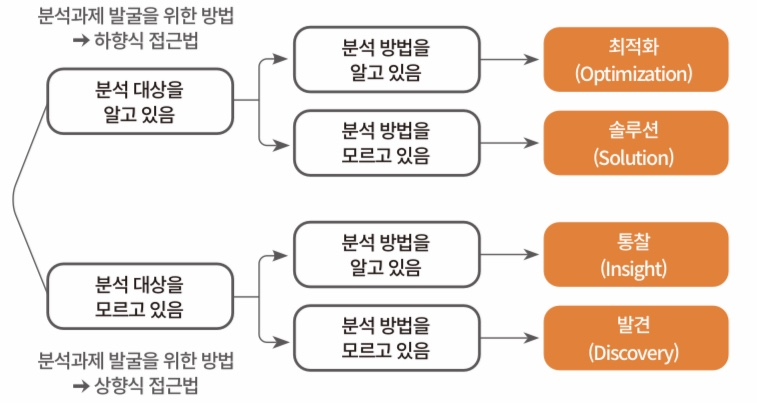 분석과제 발굴을 위한 방법
→ 하향식 접근법
분석 대상을
알고 있음
분석 방법을
알고 있음
최적화
(Optimization)
분석 방법을
모르고 있음
솔루션
(Solution)
분석 대상을
모르고 있음
분석 방법을
알고 있음
통찰
(Insight)
분석 방법을
모르고 있음
발견
(Discovery)
분석과제 발굴을 위한 방법
→ 상향식 접근법